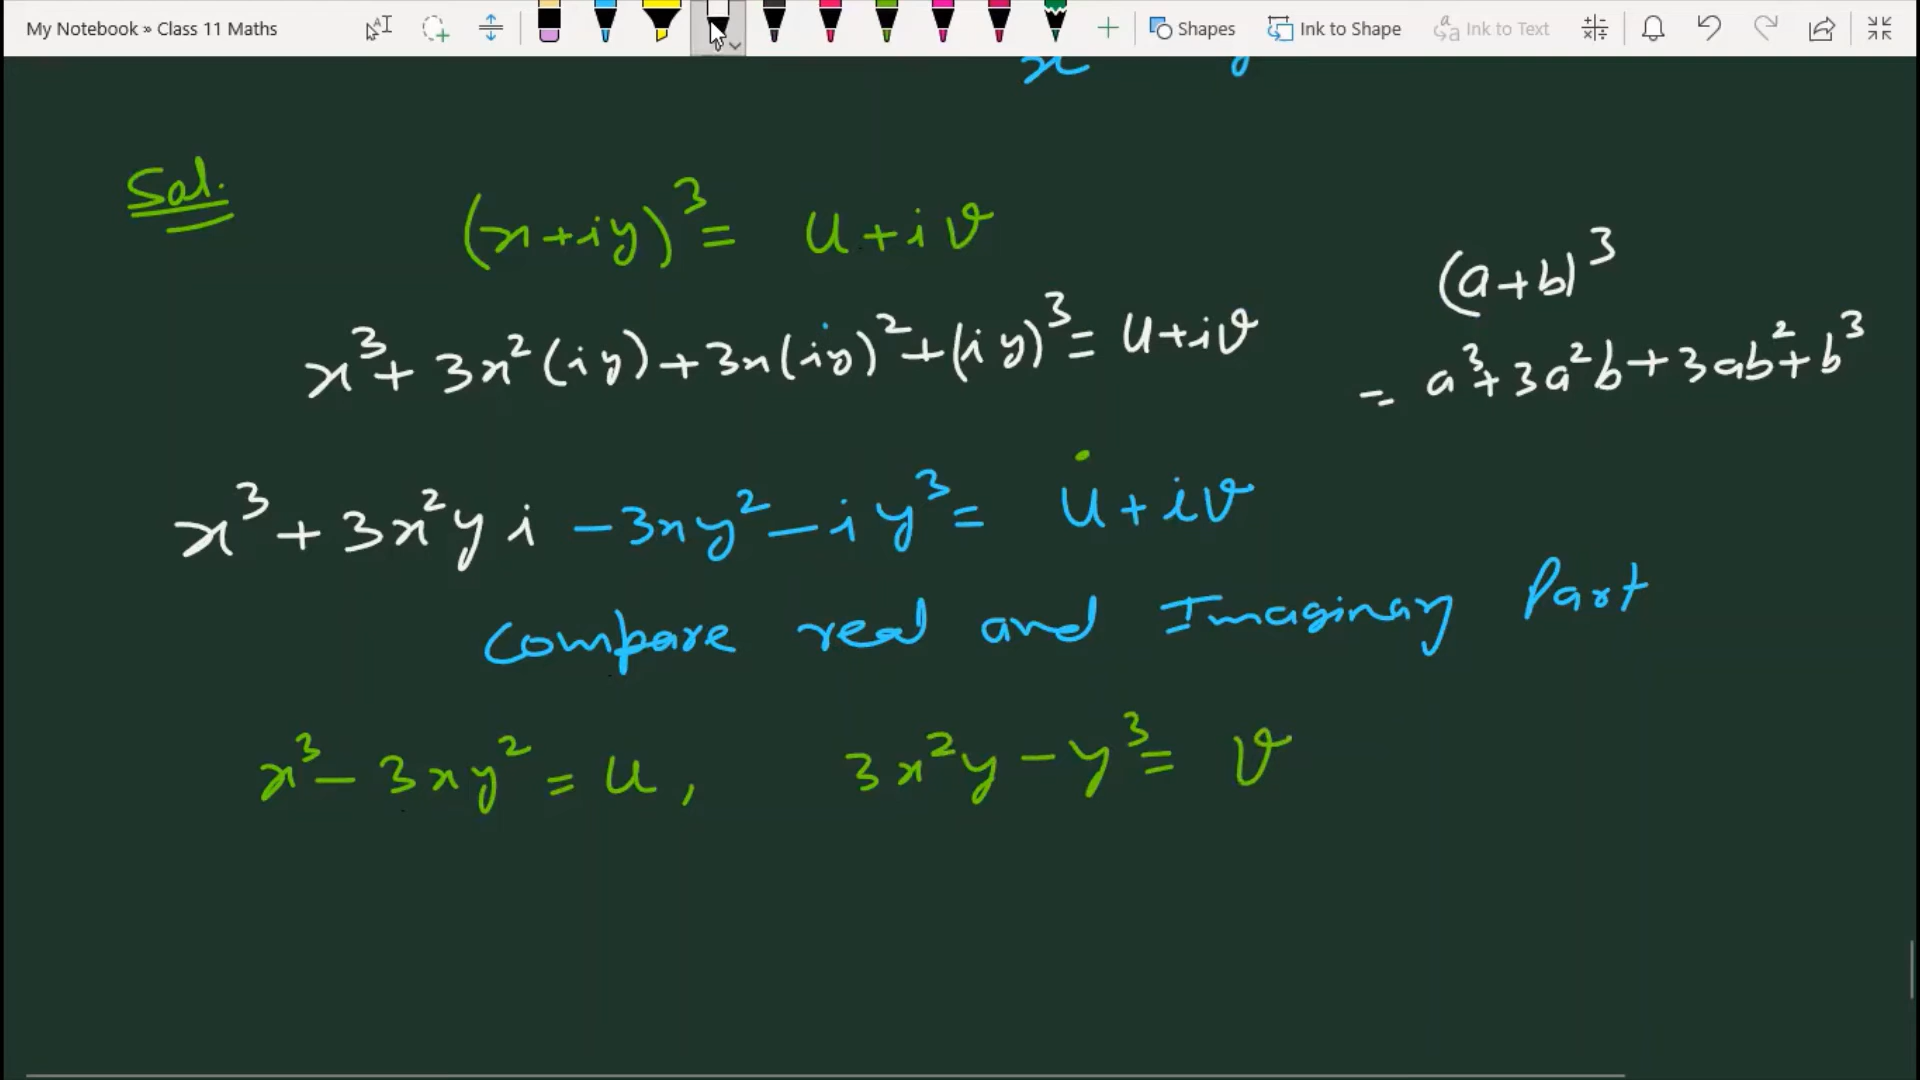 My Notebook » Class 11 Maths Shapes Ink to Shape Ink to Text
x y
Sol.
(x+iy)³ = u+iv
(a+b)³
x³+3x²(iy)+3x(iy)²+(iy)³ = u+iv
= a³+3a²b+3ab²+b³
x³+3x²yi -3xy²-iy³ = u+iv
Compare real and Imaginary Part
x³-3xy² = u, 3x²y-y³ = v